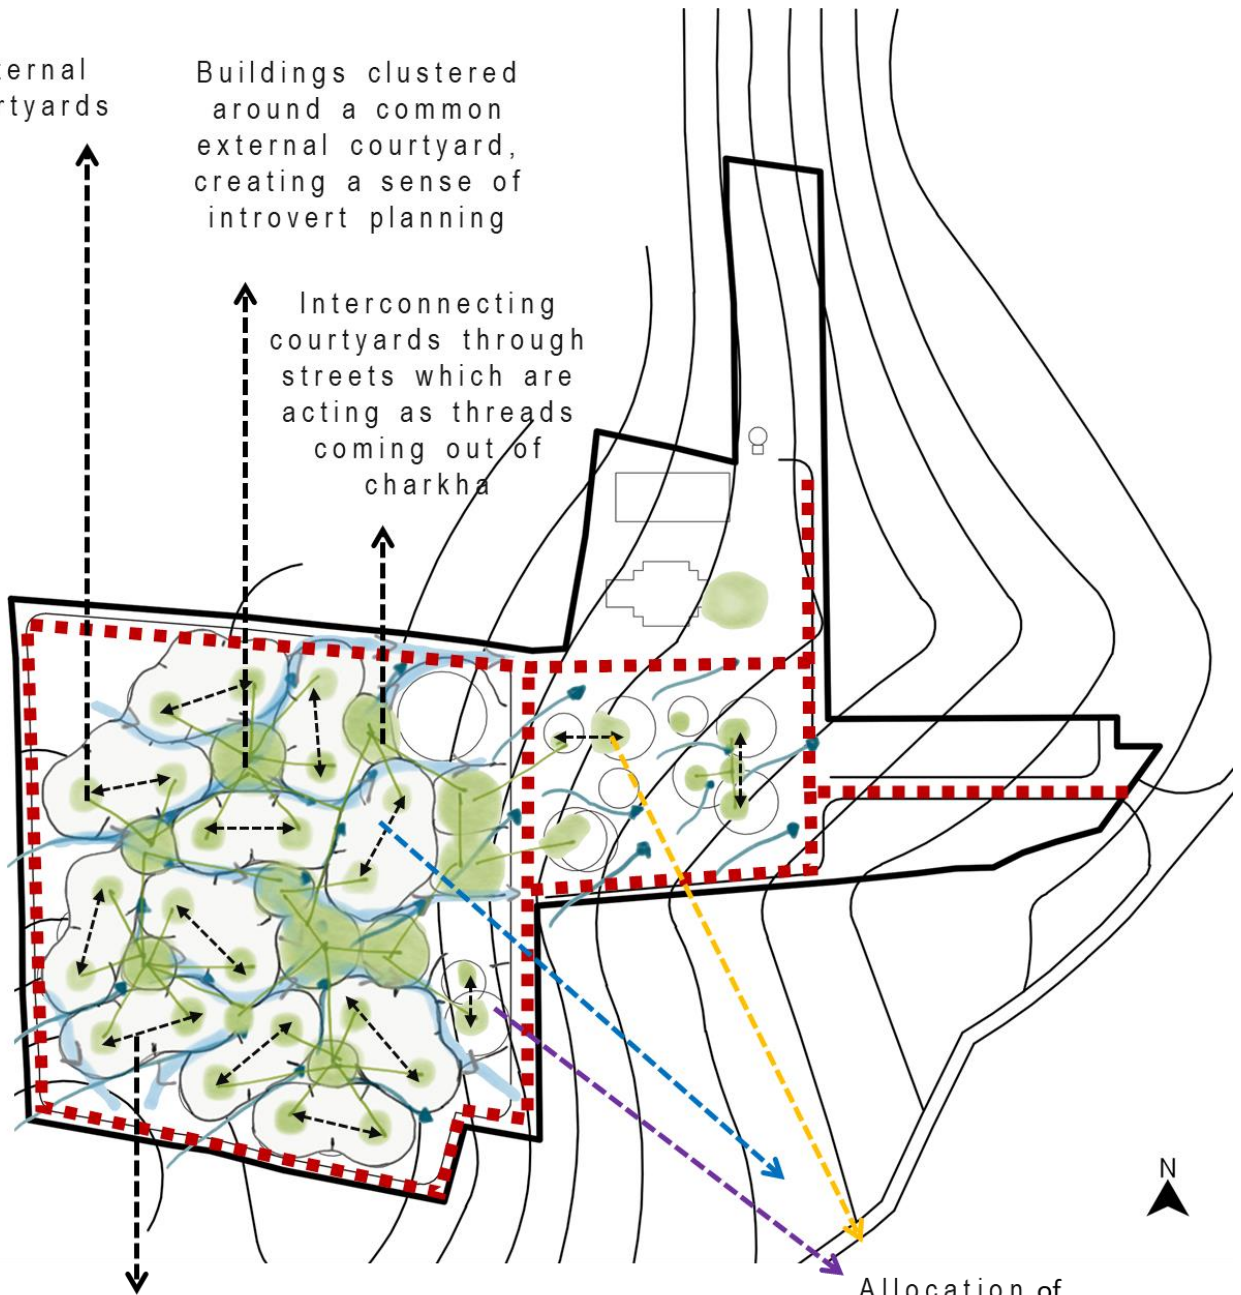 ternal
rtyards
Buildings clustered
around a common
external courtyard,
creating a sense of
introvert planning
Interconnecting
courtyards through
streets which are
acting as threads
coming out of
charkha
N
Allocation of